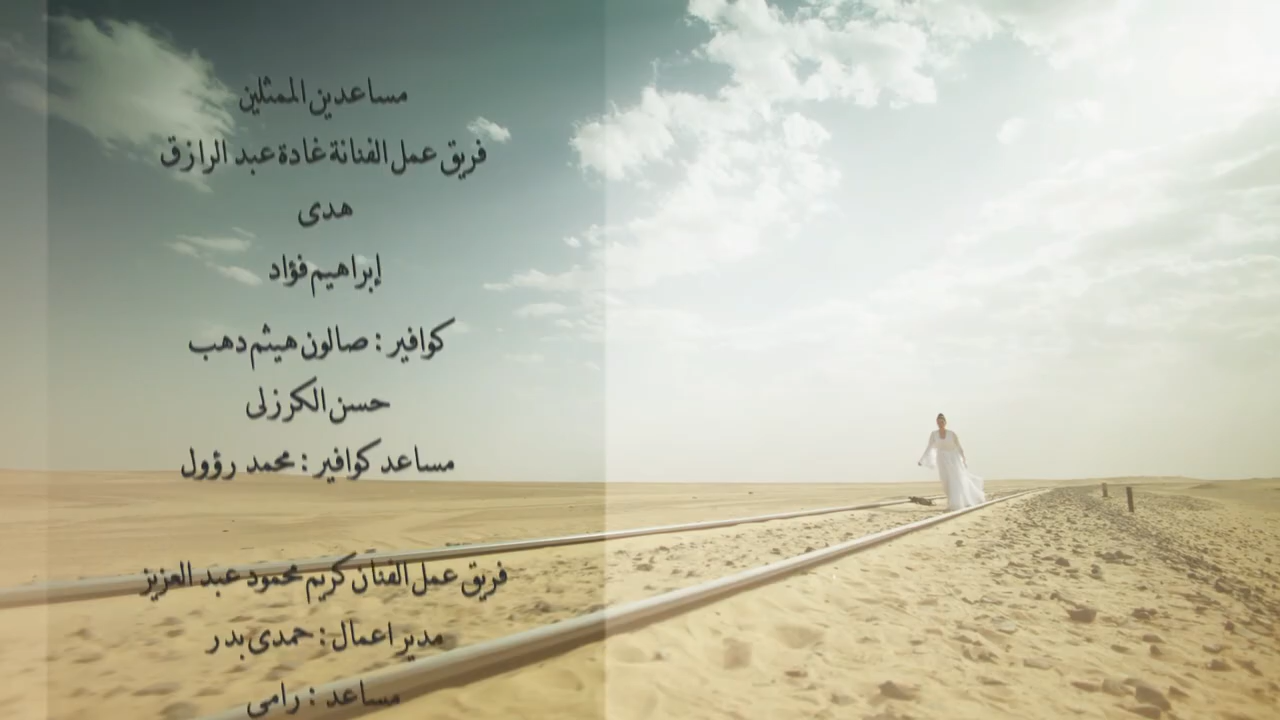 مساعدين الممثلين
فريق عمل الفنانة غادة عبد الرازق
هدى
إبراهيم فؤاد
كوافير : صالون هيثم دهب
حسن الكرزلى
مساعد كوافير : محمد رؤول
فريق عمل الفنان كريم محمود عبد العزيز
مدير اعمال : حمدى بدر
مساعد : رامى